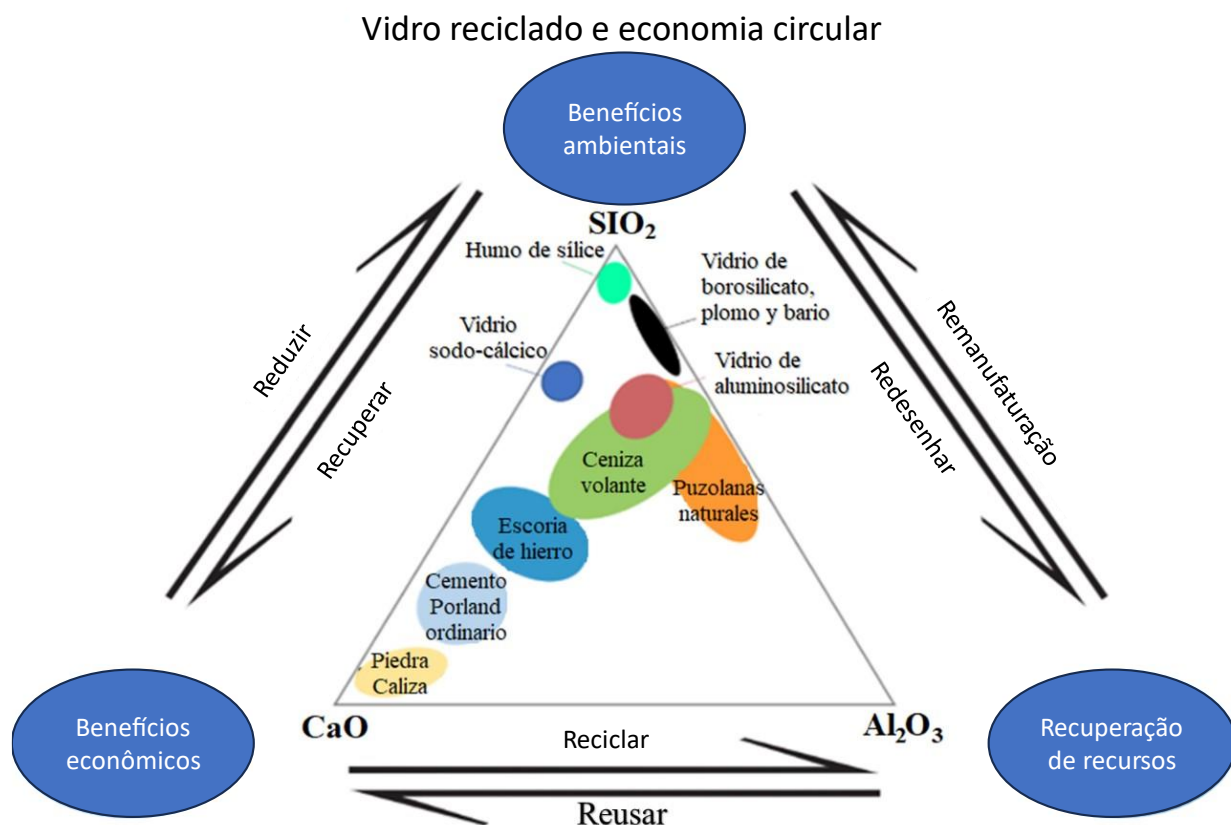 Vidro reciclado e economia circular
Benefícios
ambientais
SIO₂
Humo de sílice
Vidrio de
borosilicato,
plomo y bario
Vidrio
sodo-cálcico
Vidrio de
aluminosilicato
Reduzir
Recuperar
Remanufaturação
Redesenhar
Ceniza
volante
Puzolanas
naturales
Escoria
de hierro
Cemento
Porland
ordinario
Piedra
Caliza
CaO
Al₂O₃
Benefícios
econômicos
Recuperação
de recursos
Reciclar
Reusar